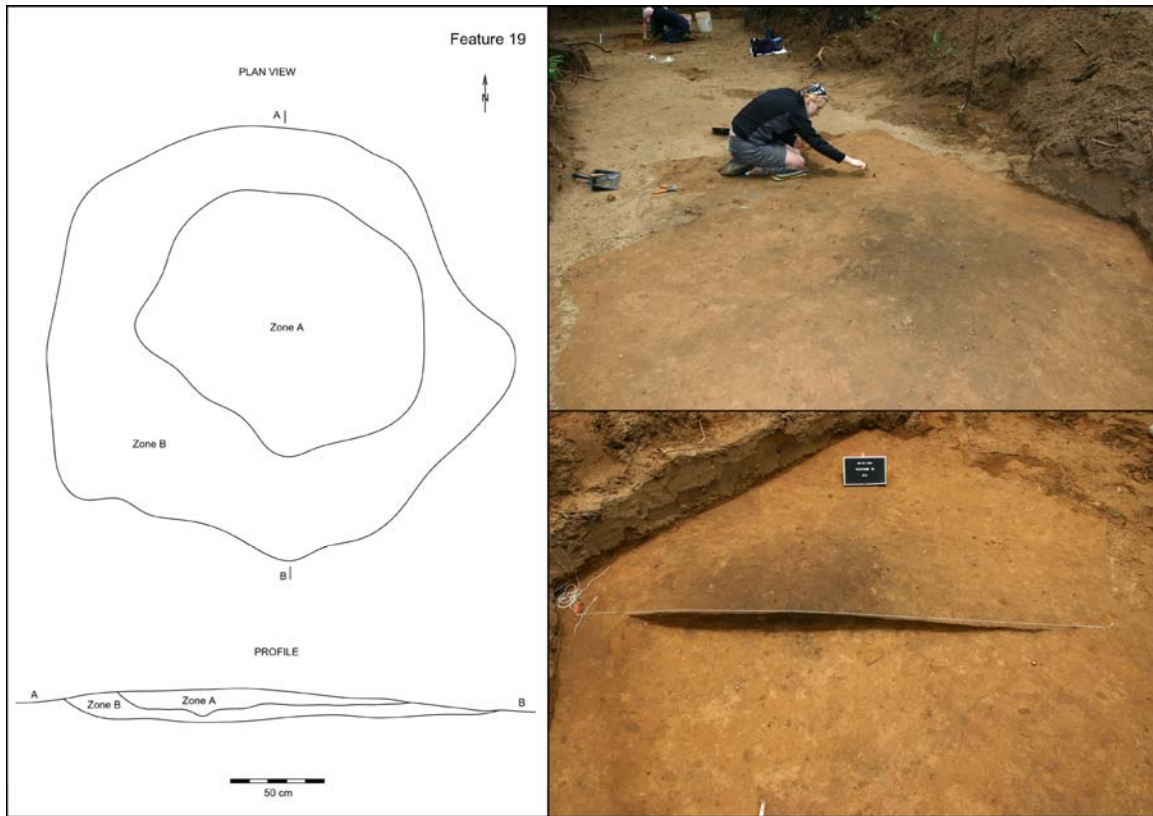 Feature 19
PLAN VIEW
N
A
Zone A
Zone B
B
PROFILE
A
Zone A
Zone B
B
50 cm